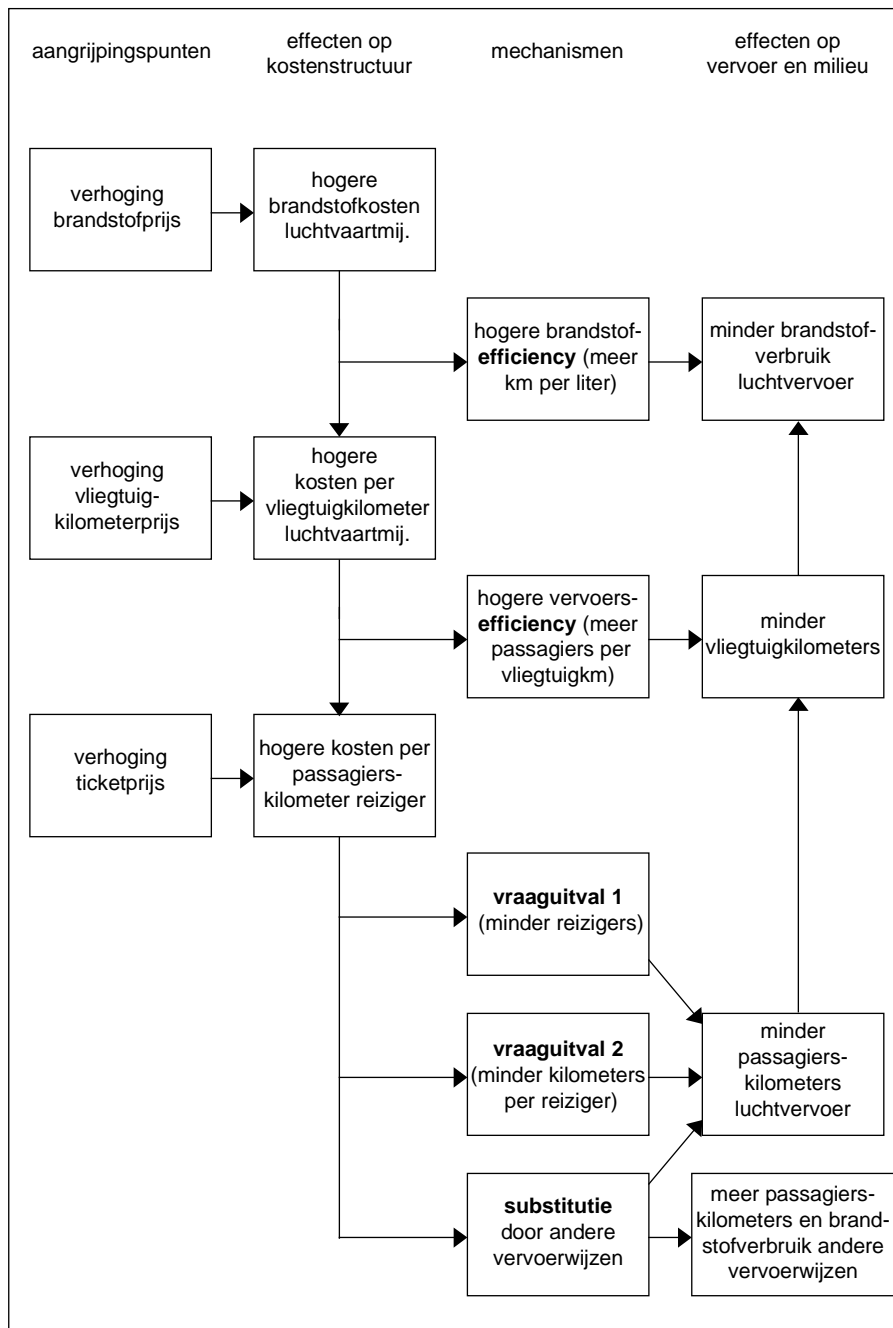 aangrijpingspunten
effecten op
kostenstructuur
mechanismen
effecten op
vervoer en milieu
verhoging
brandstofprijs
hogere
brandstofkosten
luchtvaartmij.
hogere brandstof-
efficiency (meer
km per liter)
minder brandstof-
verbruik
luchtvervoer
verhoging
vliegtuig-
kilometerprijs
hogere
kosten per
vliegtuigkilometer
luchtvaartmij.
hogere vervoers-
efficiency (meer
passagiers per
vliegtuigkm)
minder
vliegtuigkilometers
verhoging
ticketprijs
hogere kosten per
passagiers-
kilometer reiziger
vraaguitval 1
(minder reizigers)
vraaguitval 2
(minder kilometers
per reiziger)
minder
passagiers-
kilometers
luchtvervoer
substitutie
door andere
vervoerwijzen
meer passagiers-
kilometers en brand-
stofverbruik andere
vervoerwijzen